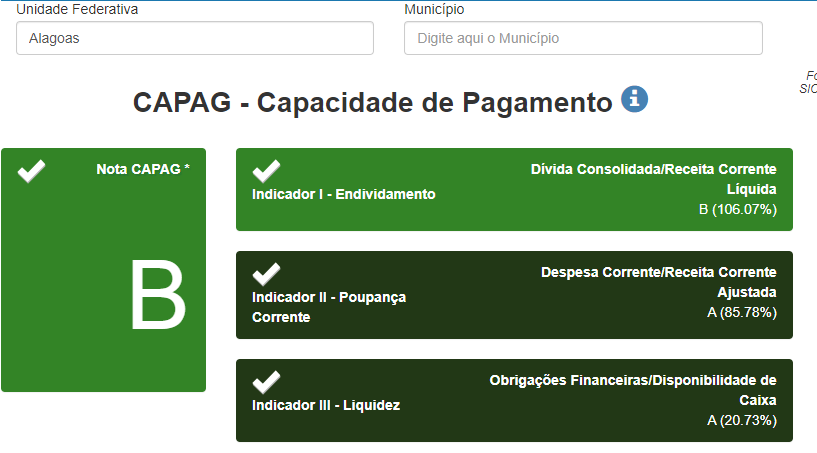 Unidade Federativa
Município
Alagoas
Digite aqui o Município
Fo
SIC
CAPAG - Capacidade de Pagamento
Nota CAPAG *
B
Indicador I - Endividamento
Dívida Consolidada/Receita Corrente
Líquida
B (106.07%)
Indicador II - Poupança
Corrente
Despesa Corrente/Receita Corrente
Ajustada
A (85.78%)
Indicador III - Liquidez
Obrigações Financeiras/Disponibilidade de
Caixa
A (20.73%)